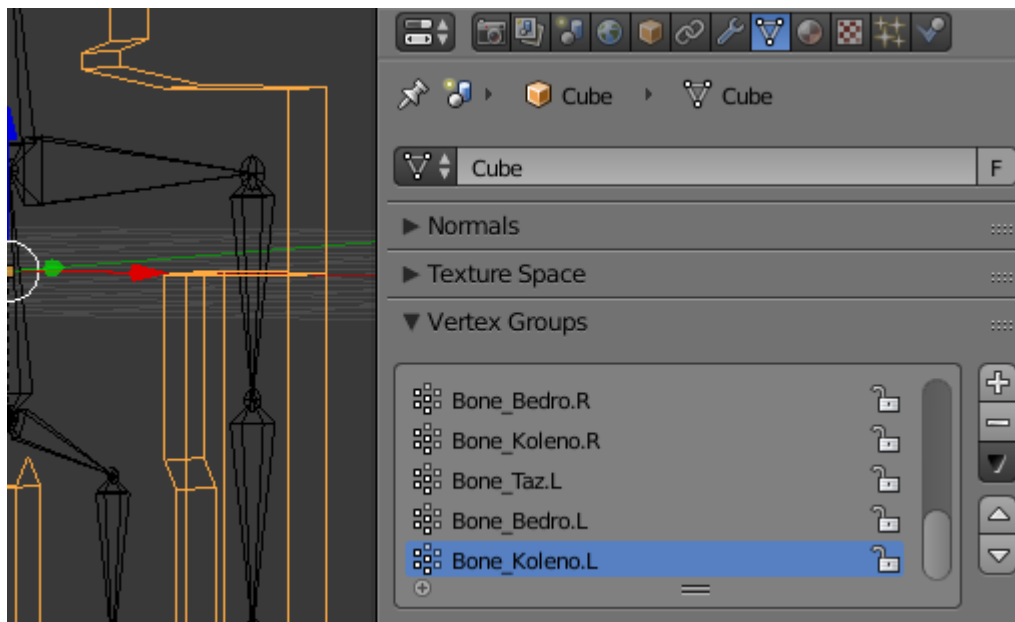 Cube Cube
Cube F
Normals
Texture Space
Vertex Groups
Bone_Bedro.R
Bone_Koleno.R
Bone_Taz.L
Bone_Bedro.L
Bone_Koleno.L